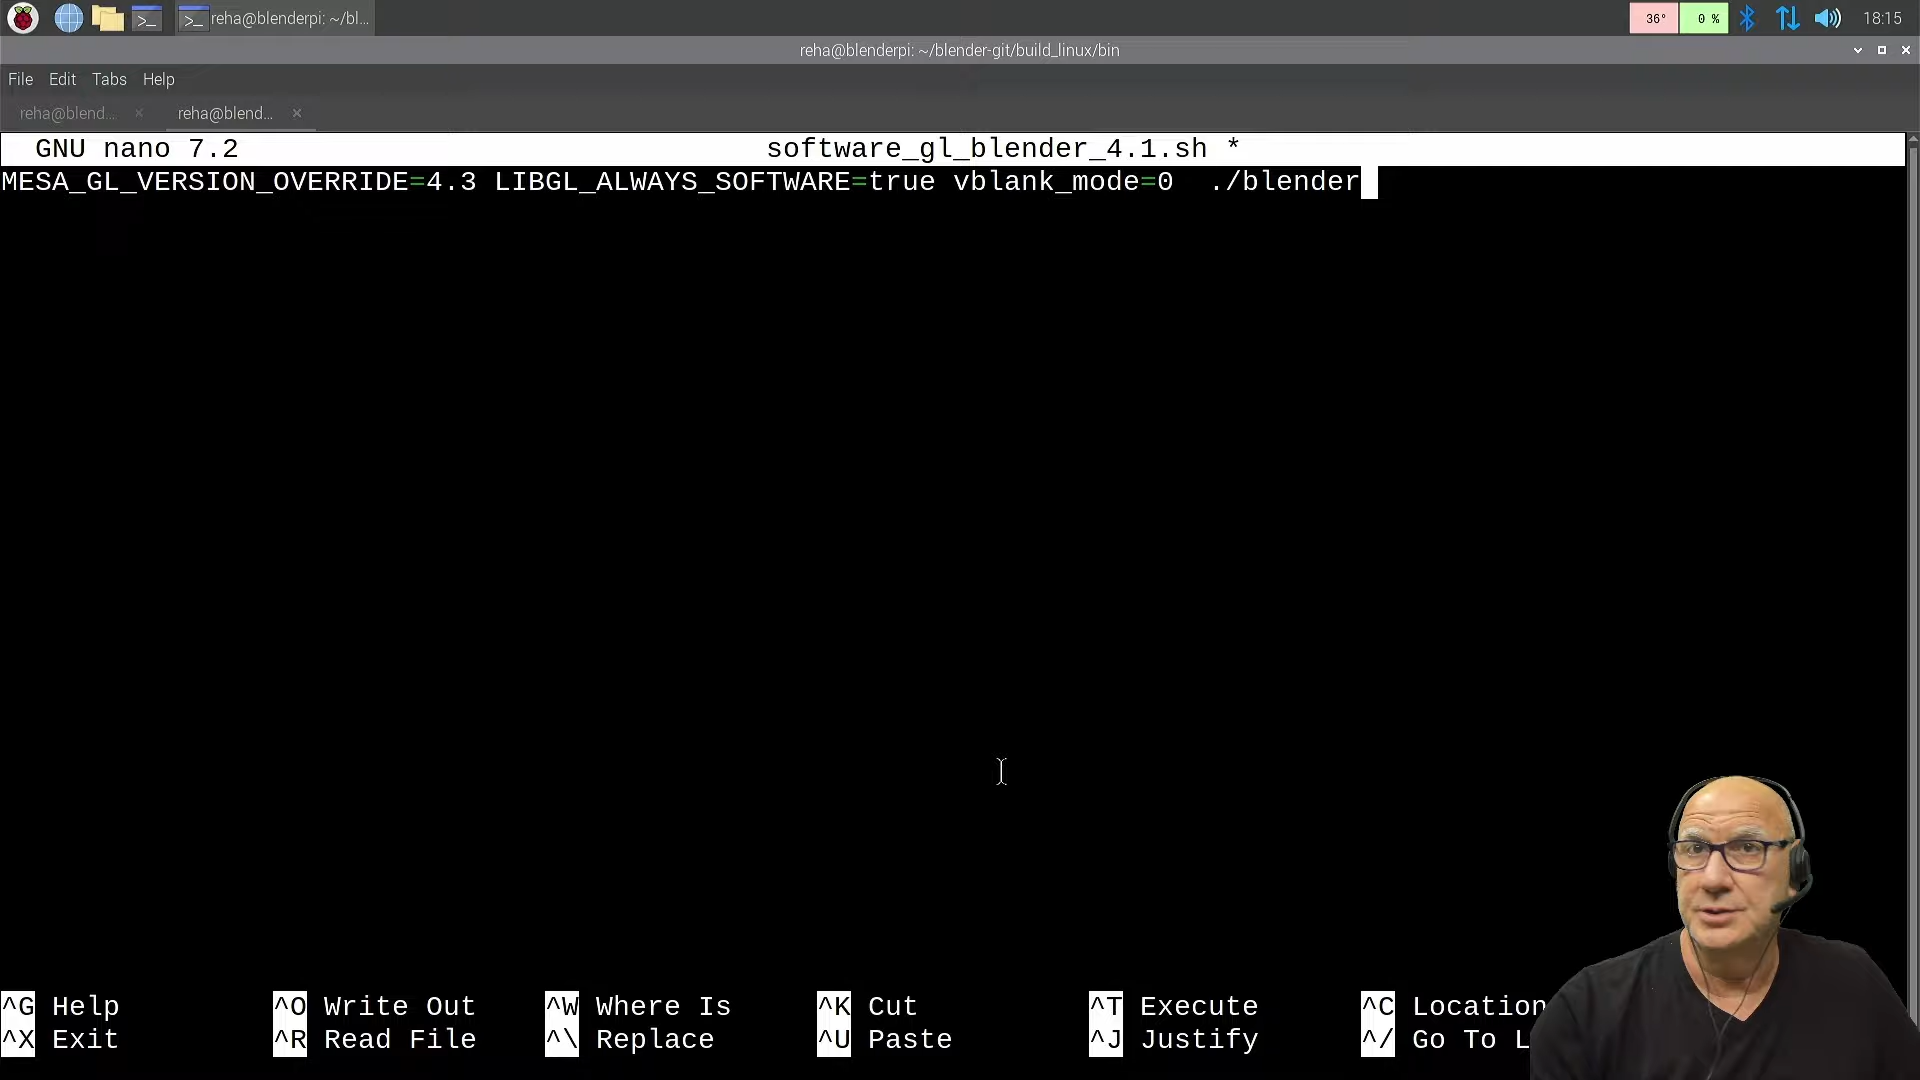 reha@blenderpi: ~/bl...
36° 0 % 18:15
reha@blenderpi: ~/blender-git/build_linux/bin
File Edit Tabs Help
reha@blend... × reha@blend... ×
GNU nano 7.2 software_gl_blender_4.1.sh *
MESA_GL_VERSION_OVERRIDE=4.3 LIBGL_ALWAYS_SOFTWARE=true vblank_mode=0  ./blender
^G Help ^O Write Out ^W Where Is ^K Cut ^T Execute ^C Location
^X Exit ^R Read File ^\ Replace ^U Paste ^J Justify ^/ Go To L